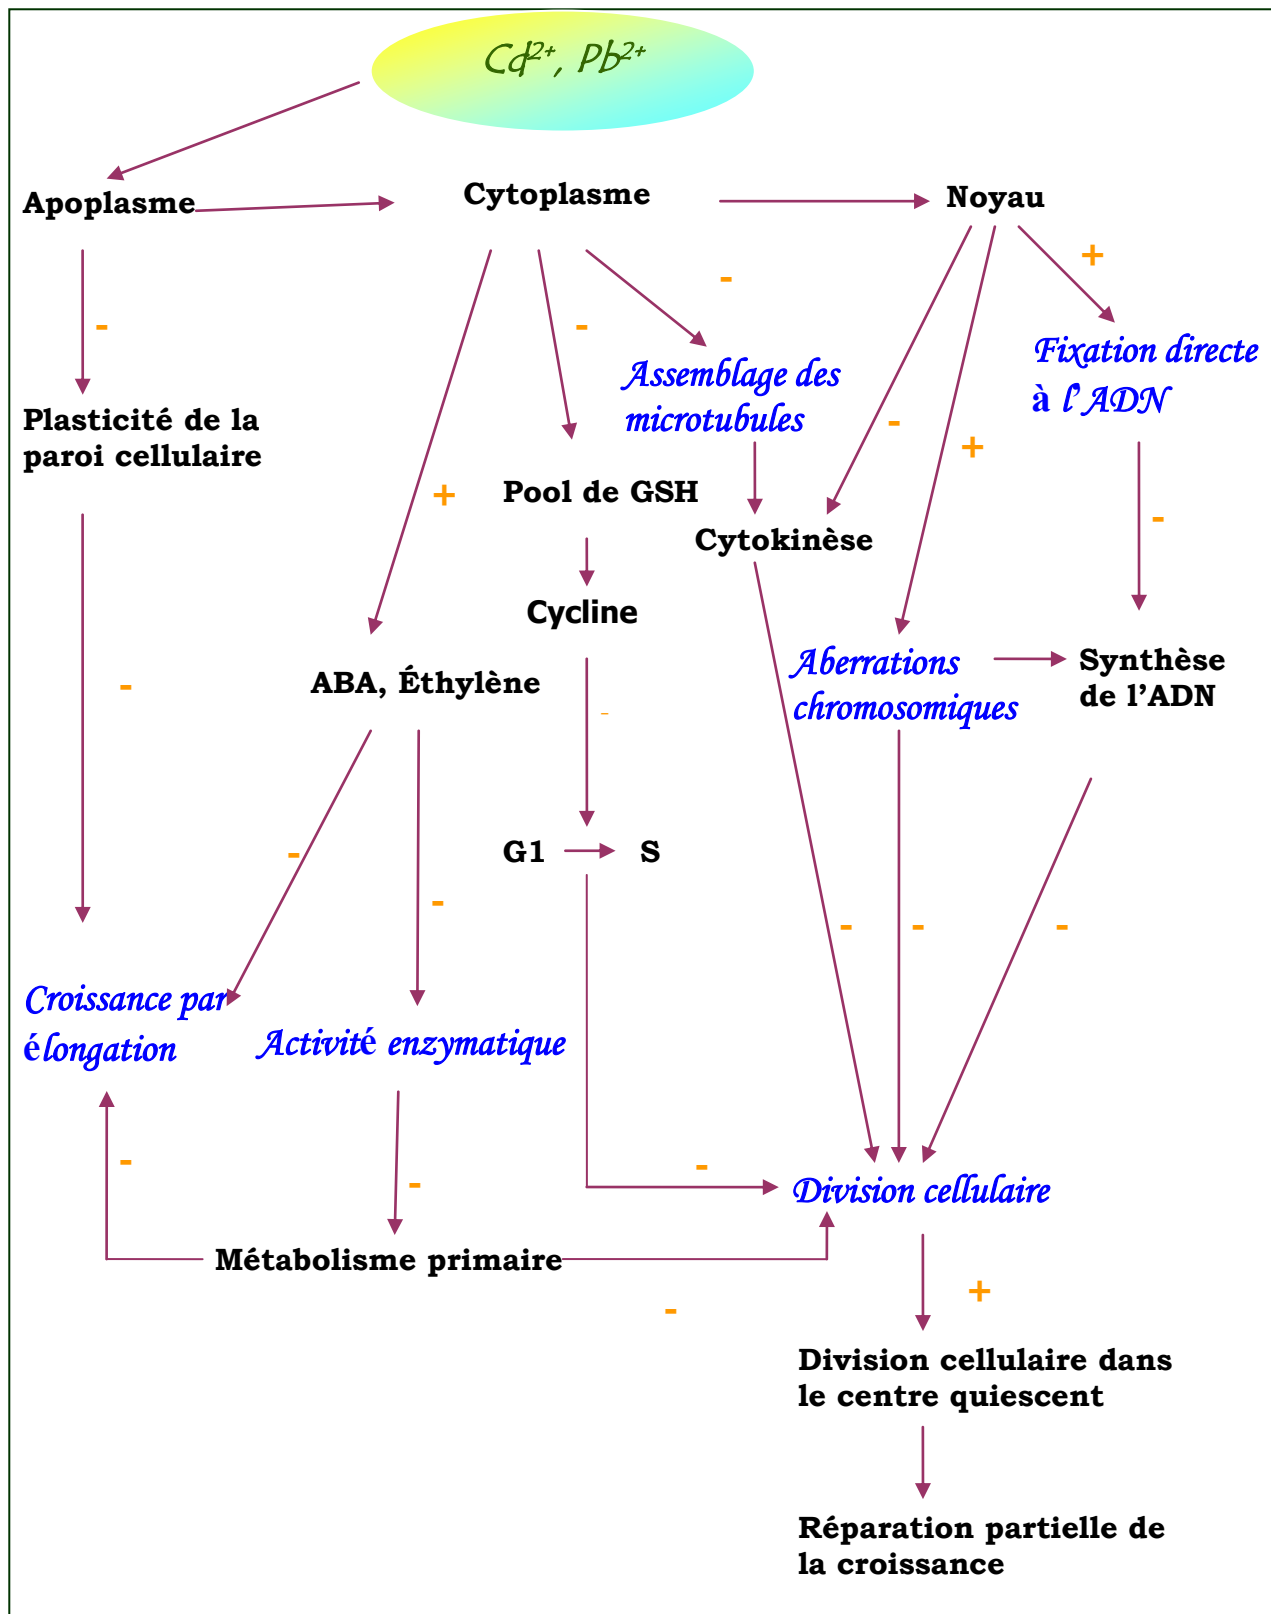 Cd²⁺, Pb²⁺
Apoplasme
Cytoplasme
Noyau
+
-
-
-
Fixation directe
à l'ADN
Assemblage des
microtubules
Plasticité de la
paroi cellulaire
-
+
+
Pool de GSH
-
Cytokinèse
Cycline
Aberrations
chromosomiques
Synthèse
de l'ADN
ABA, Éthylène
-
-
G1
S
-
-
-
-
-
Croissance par
élongation
Activité enzymatique
-
-
-
Division cellulaire
Métabolisme primaire
-
+
Division cellulaire dans
le centre quiescent
Réparation partielle de
la croissance